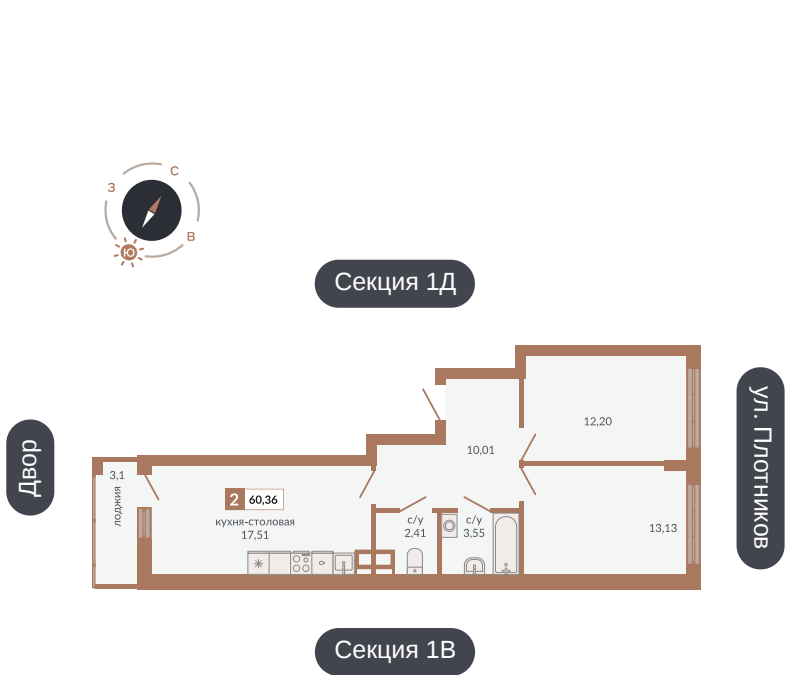 С
З
В
Ю
Секция 1Д
ул. Плотников
Двор
12,20
10,01
3,1
лоджия
2 60,36
кухня-столовая
17,51
с/у
2,41
с/у
3,55
13,13
Секция 1В